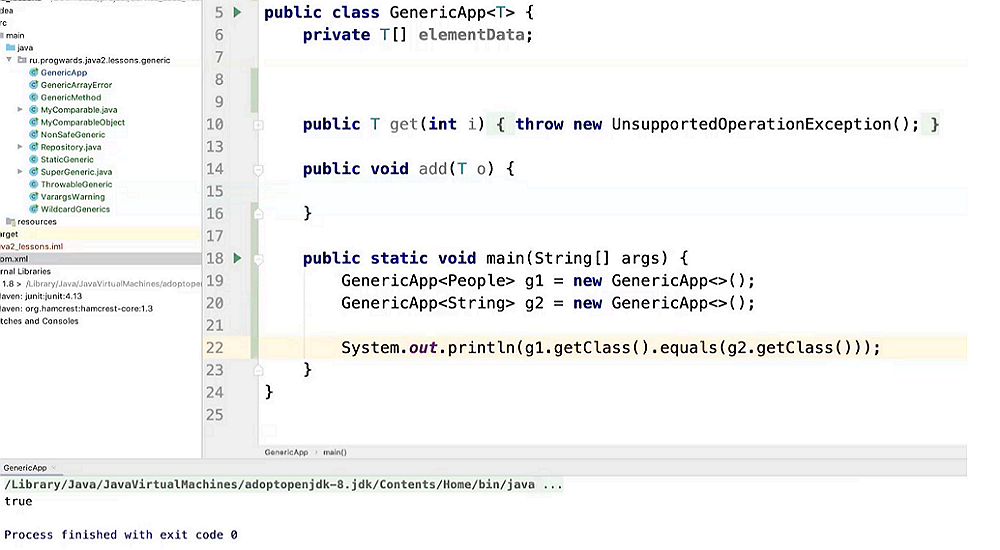 dea
rc
main
java
ru.progwards.java2.lessons.generic
GenericApp
GenericArrayError
GenericMethod
MyComparable.java
MyComparableObject
NonSafeGeneric
Repository.java
StaticGeneric
SuperGeneric.java
ThrowableGeneric
VarargsWarning
WildcardGenerics
resources
arget
va2_lessons.iml
om.xml
rnal Libraries
1.8 > /Library/Java/JavaVirtualMachines/adoptopen
Maven: junit:junit:4.13
Maven: org.hamcrest:hamcrest-core:1.3
tches and Consoles
5 public class GenericApp<T> {
6 private T[] elementData;
7
8
9
10 public T get(int i) { throw new UnsupportedOperationException(); }
13
14 public void add(T o) {
15
16 }
17
18 public static void main(String[] args) {
19 GenericApp<People> g1 = new GenericApp<>();
20 GenericApp<String> g2 = new GenericApp<>();
21
22 System.out.println(g1.getClass().equals(g2.getClass()));
23 }
24 }
25
GenericApp > main()
GenericApp
/Library/Java/JavaVirtualMachines/adoptopenjdk-8.jdk/Contents/Home/bin/java ...
true
Process finished with exit code 0